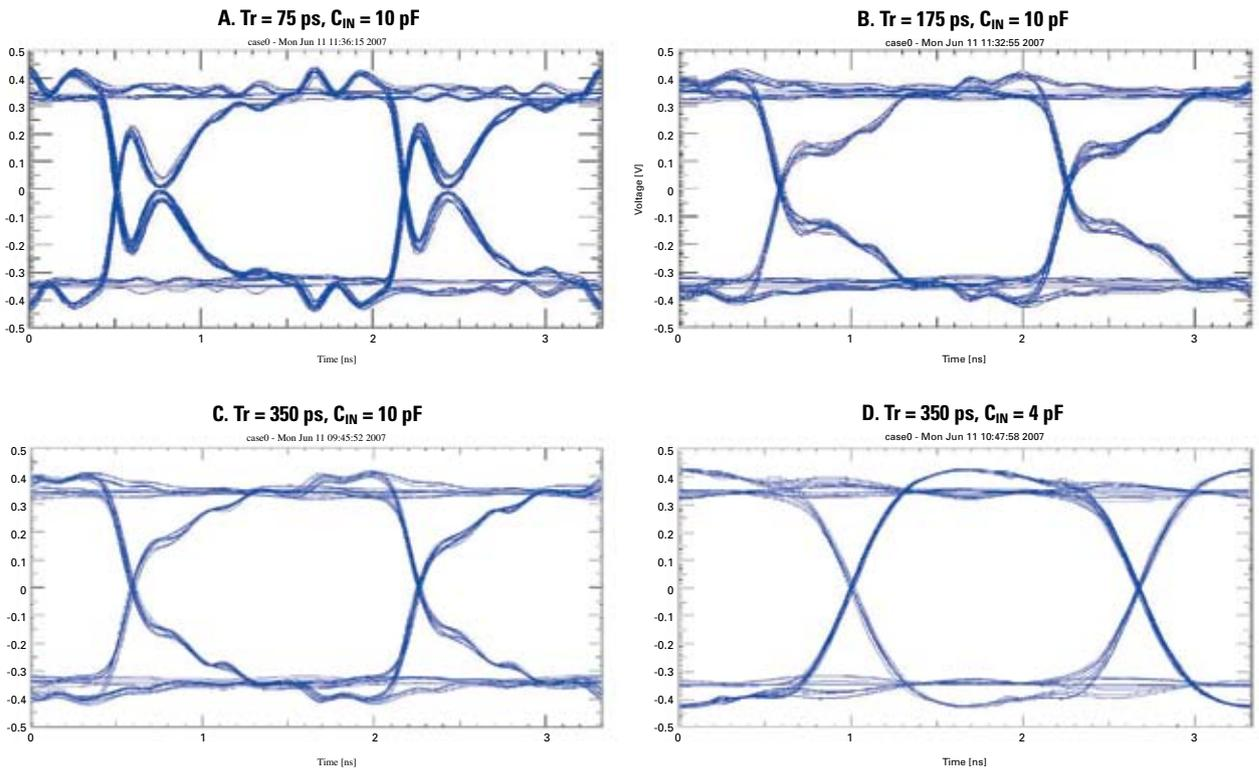 A. Tr = 75 ps, CIN = 10 pF
case0 - Mon Jun 11 11:36:15 2007
0.5
0.4
0.3
0.2
0.1
0
-0.1
-0.2
-0.3
-0.4
-0.5
0 1 2 3
Time [ns]
B. Tr = 175 ps, CIN = 10 pF
case0 - Mon Jun 11 11:32:55 2007
Voltage [V]
0.5
0.4
0.3
0.2
0.1
0
-0.1
-0.2
-0.3
-0.4
-0.5
0 1 2 3
Time [ns]
C. Tr = 350 ps, CIN = 10 pF
case0 - Mon Jun 11 09:45:52 2007
0.5
0.4
0.3
0.2
0.1
0
-0.1
-0.2
-0.3
-0.4
-0.5
0 1 2 3
Time [ns]
D. Tr = 350 ps, CIN = 4 pF
case0 - Mon Jun 11 10:47:58 2007
0.5
0.4
0.3
0.2
0.1
0
-0.1
-0.2
-0.3
-0.4
-0.5
0 1 2 3
Time [ns]